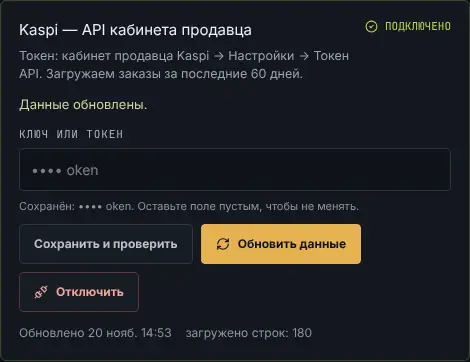 Kaspi — API кабинета продавца
ПОДКЛЮЧЕНО
Токен: кабинет продавца Kaspi → Настройки → Токен
API. Загружаем заказы за последние 60 дней.
Данные обновлены.
КЛЮЧ ИЛИ ТОКЕН
•••• oken
Сохранён: •••• oken. Оставьте поле пустым, чтобы не менять.
Сохранить и проверить
Обновить данные
Отключить
Обновлено 20 нояб. 14:53 загружено строк: 180